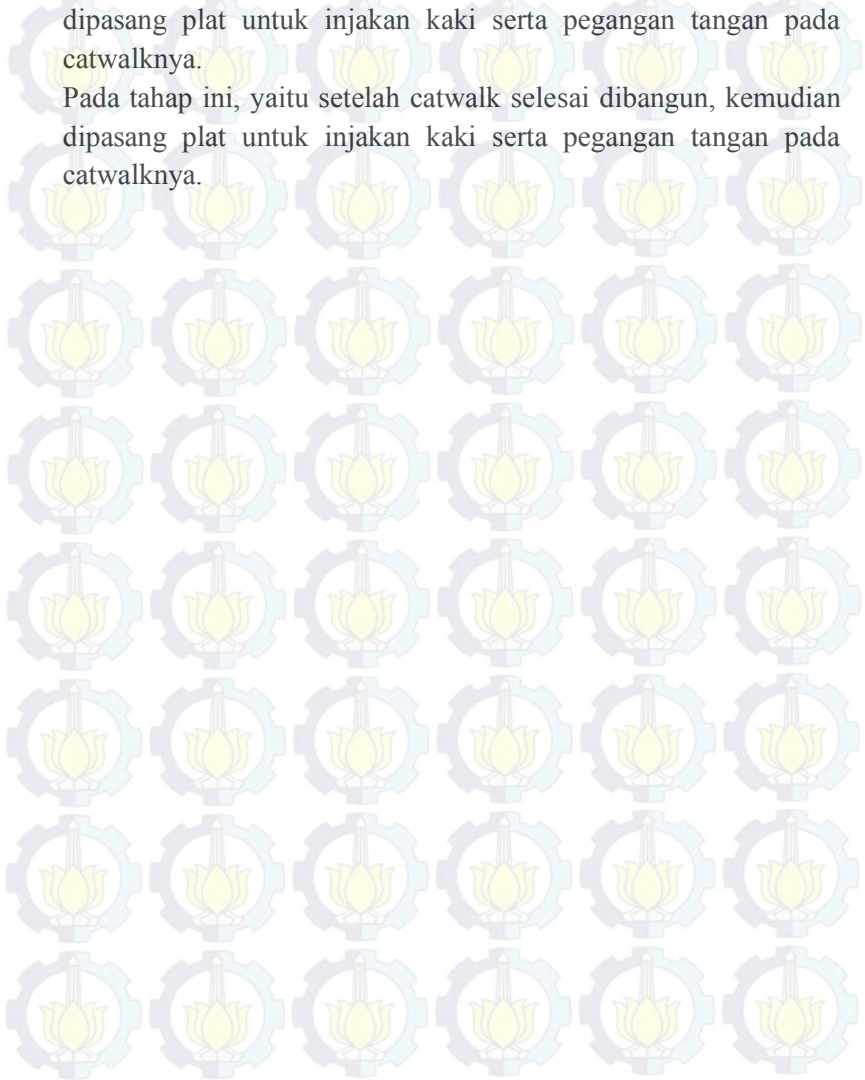 dipasang plat untuk injakan kaki serta pegangan tangan pada
catwalknya.
Pada tahap ini, yaitu setelah catwalk selesai dibangun, kemudian
dipasang plat untuk injakan kaki serta pegangan tangan pada
catwalknya.